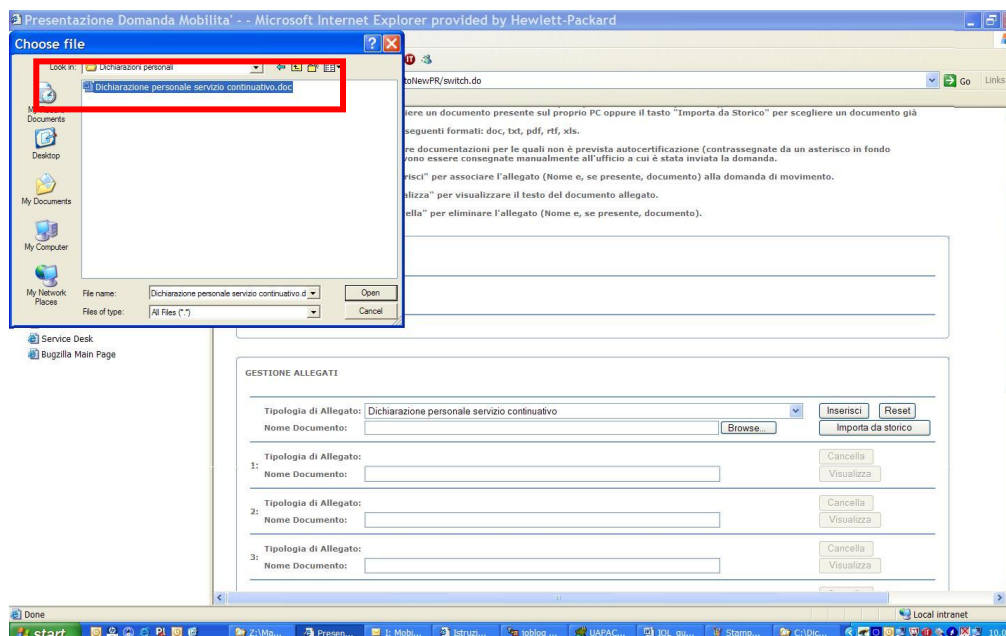 Presentazione Domanda Mobilita' - - Microsoft Internet Explorer provided by Hewlett-Packard
Choose file
Look in: Dichiarazioni personali
Dichiarazione personale servizio continuativo.doc
Documents
Desktop
My Documents
My Computer
My Network Places
File name: Dichiarazione personale servizio continuativo.d
Open
Files of type: All Files (*.*)
Cancel
Service Desk
Bugzilla Main Page
toNewPR/switch.do
Go
Links
iere un documento presente sul proprio PC oppure il tasto "Importa da Storico" per scegliere un documento già
seguenti formati: doc, txt, pdf, rtf, xls.
re documentazioni per le quali non è prevista autocertificazione (contrassegnate da un asterisco in fondo
vono essere consegnate manualmente all'ufficio a cui è stata inviata la domanda.
risci" per associare l'allegato (Nome e, se presente, documento) alla domanda di movimento.
alizza" per visualizzare il testo del documento allegato.
ella" per eliminare l'allegato (Nome e, se presente, documento).
GESTIONE ALLEGATI
Tipologia di Allegato: Dichiarazione personale servizio continuativo
Inserisci Reset
Nome Documento: Browse... Importa da storico
1: Tipologia di Allegato: Cancella
Nome Documento: Visualizza
2: Tipologia di Allegato: Cancella
Nome Documento: Visualizza
3: Tipologia di Allegato: Cancella
Nome Documento: Visualizza
Done
Local intranet
start Z:\Ma... Presen... I: Mobi... Istruzi... joblog ... UAPAC... IOL_gu... Stamp... C:\Dic...